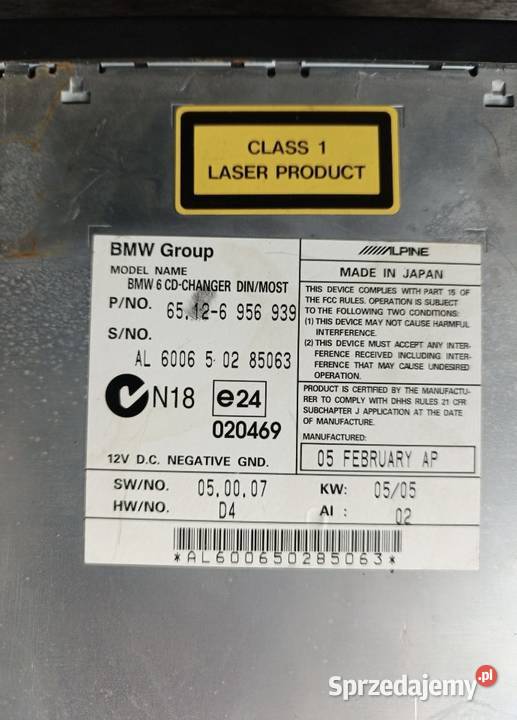 CLASS 1
LASER PRODUCT
BMW Group
MODEL NAME
BMW 6 CD-CHANGER DIN/MOST
P/NO. 65.12-6 956 939
S/NO.
AL 6006 5 02 85063
N18 e24
020469
12V D.C. NEGATIVE GND.
SW/NO. 05.00.07
HW/NO. D4
ALPINE
MADE IN JAPAN
THIS DEVICE COMPLIES WITH PART 15 OF
THE FCC RULES. OPERATION IS SUBJECT
TO THE FOLLOWING TWO CONDITIONS:
(1) THIS DEVICE MAY NOT CAUSE HARMFUL
INTERFERENCE.
(2) THIS DEVICE MUST ACCEPT ANY INTER-
FERENCE RECEIVED INCLUDING INTER-
FERENCE THAT MAY CAUSE UNDESIRED
OPERATION.
PRODUCT IS CERTIFIED BY THE MANUFACTU-
RER TO COMPLY WITH DHHS RULES 21 CFR
SUBCHAPTER J APPLICATION AT THE DATE
OF MANUFACTURE.
MANUFACTURED:
05 FEBRUARY AP
KW: 05/05
AI : 02
*AL600650285063*
Sprzedajemy.pl